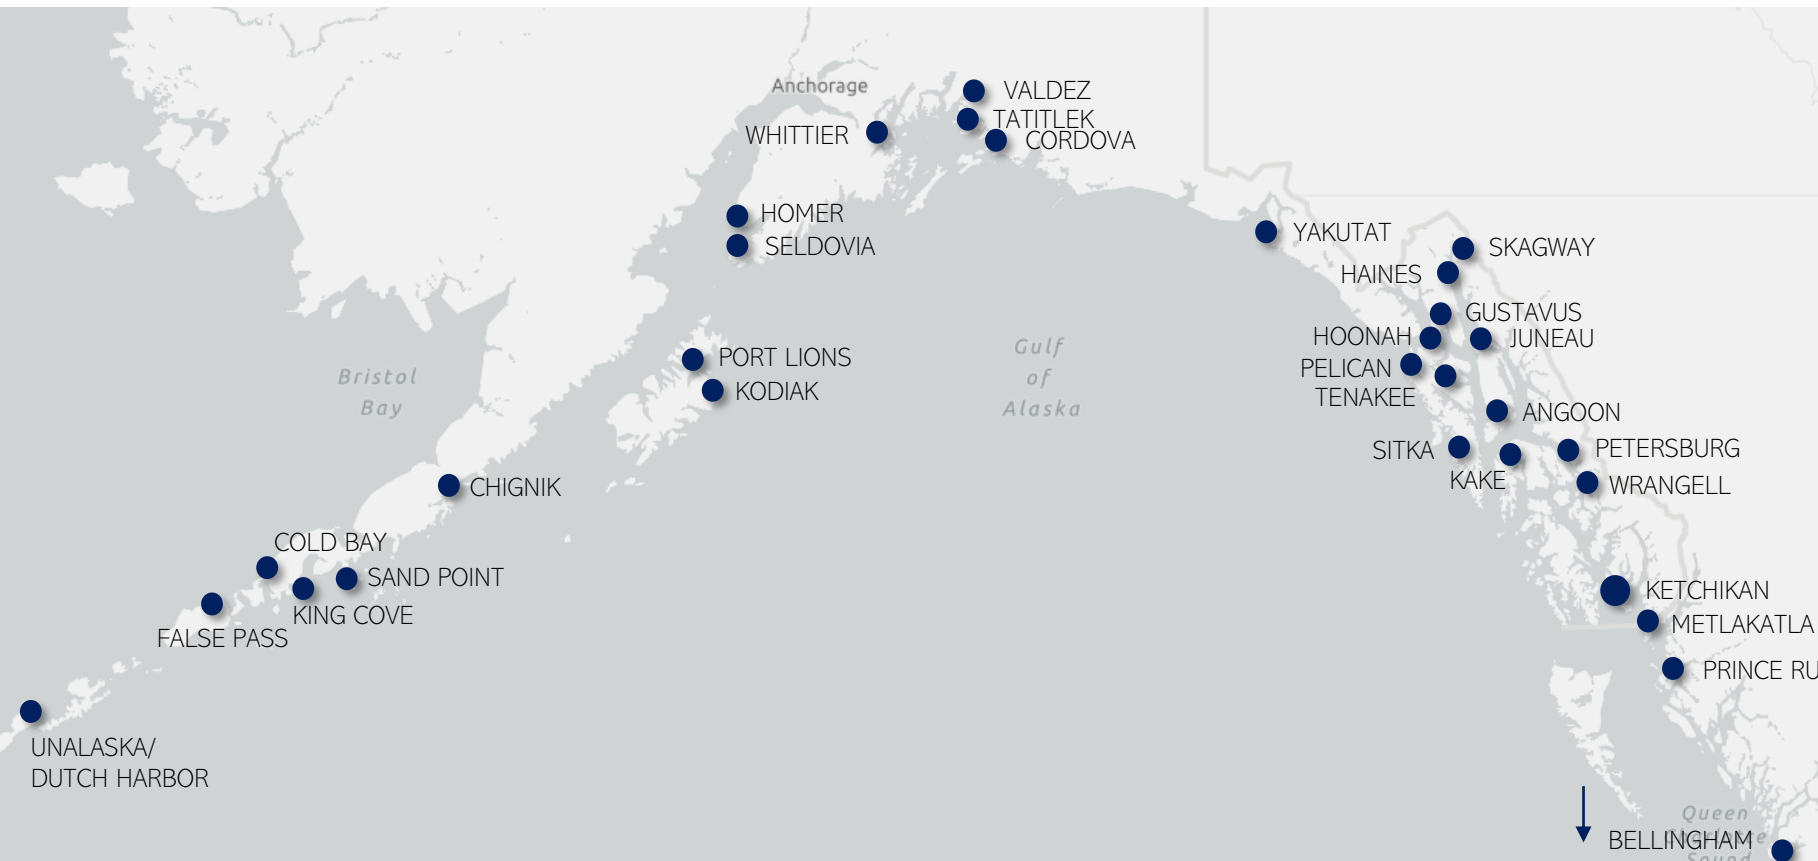 Anchorage
VALDEZ
TATITLEK
WHITTIER
CORDOVA
HOMER
SELDOVIA
YAKUTAT
SKAGWAY
HAINES
GUSTAVUS
HOONAH
JUNEAU
PELICAN
TENAKEE
PORT LIONS
KODIAK
Gulf
of
Alaska
Bristol
Bay
ANGOON
SITKA
PETERSBURG
KAKE
WRANGELL
CHIGNIK
COLD BAY
SAND POINT
KING COVE
FALSE PASS
KETCHIKAN
METLAKATLA
PRINCE RU
UNALASKA/
DUTCH HARBOR
Queen
BELLINGHAM
Sound